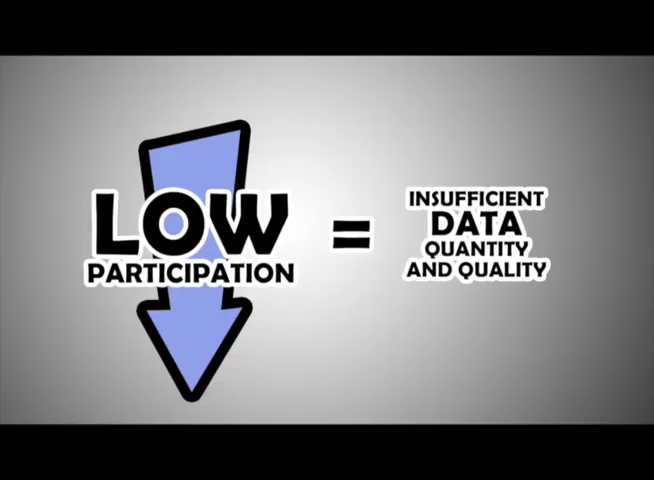 LOW
PARTICIPATION
=
INSUFFICIENT
DATA
QUANTITY
AND QUALITY